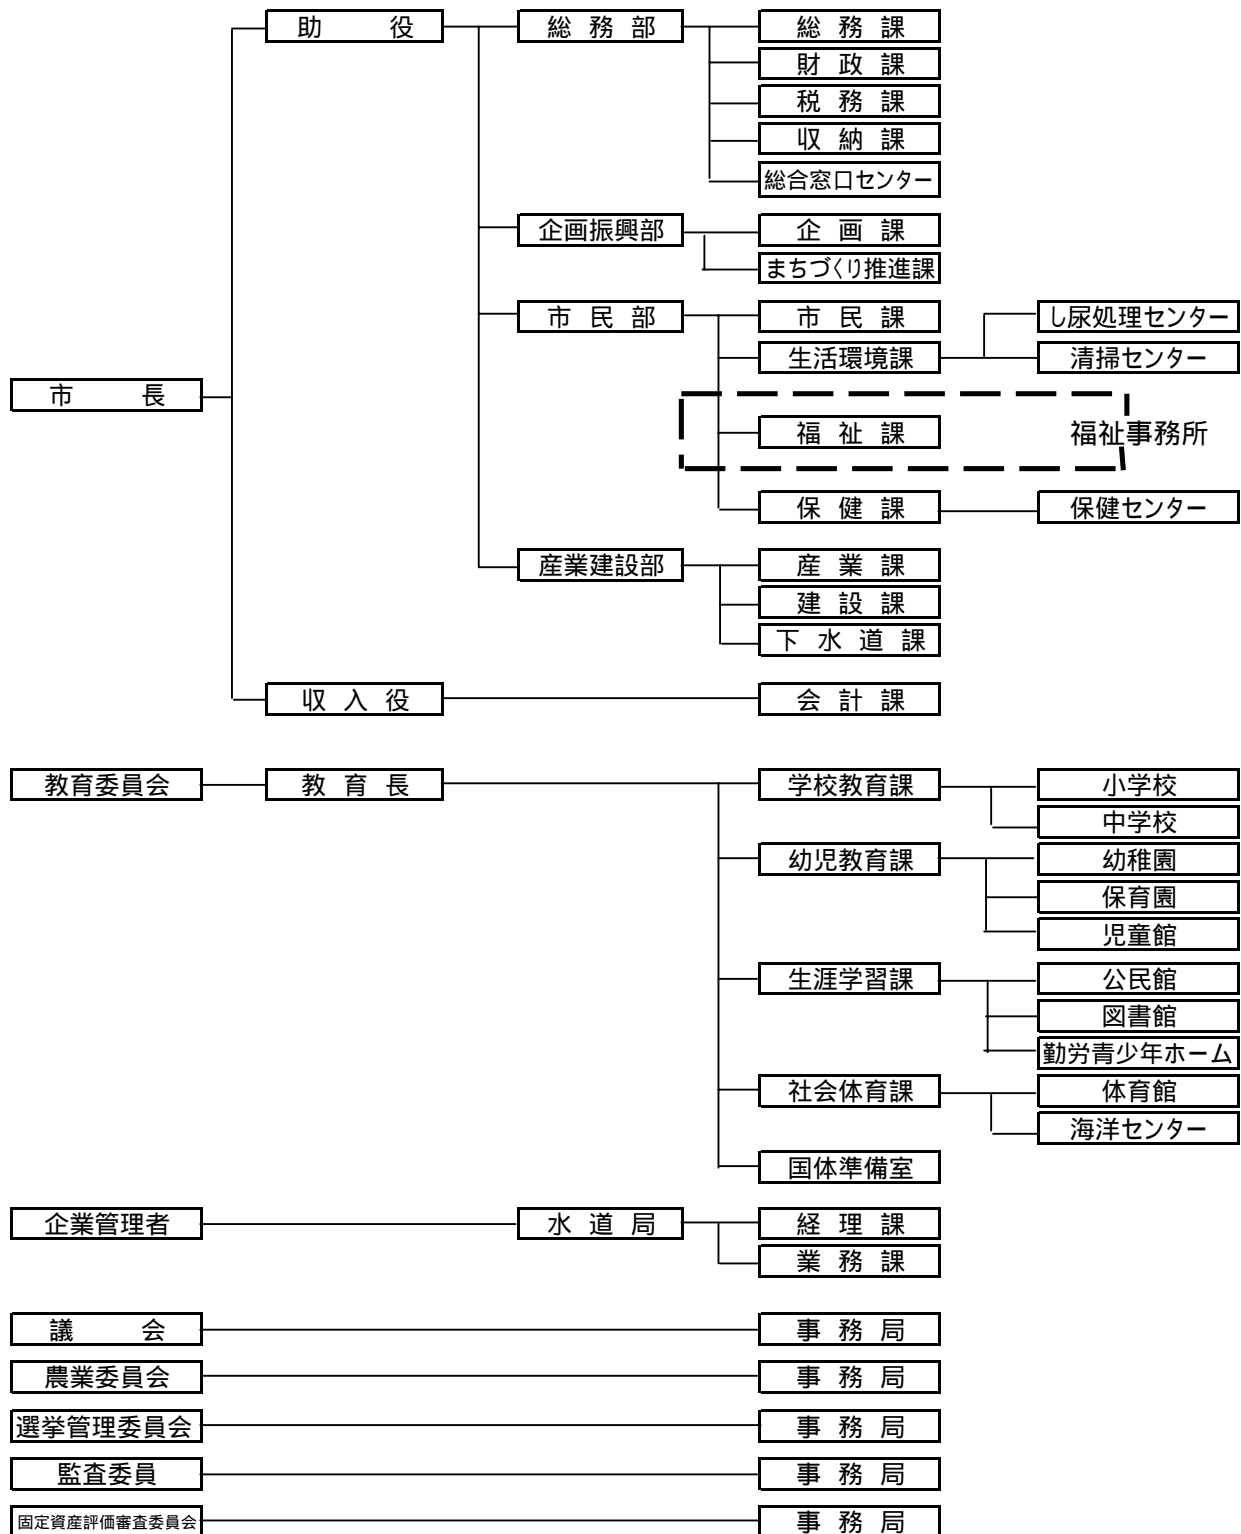 助 役 総 務 部 総 務 課
財 政 課
税 務 課
収 納 課
総合窓口センター
企画振興部 企 画 課
まちづくり推進課
市 民 部 市 民 課 し尿処理センター
生活環境課 清掃センター
市 長
福 祉 課 福祉事務所
保 健 課 保健センター
産業建設部 産 業 課
建 設 課
下 水 道 課
収 入 役 会 計 課
教育委員会 教 育 長 学校教育課 小学校
中学校
幼児教育課 幼稚園
保育園
児童館
生涯学習課 公民館
図書館
勤労青少年ホーム
社会体育課 体育館
海洋センター
国体準備室
企業管理者 水 道 局 経 理 課
業 務 課
議 会 事 務 局
農業委員会 事 務 局
選挙管理委員会 事 務 局
監査委員 事 務 局
固定資産評価審査委員会 事 務 局